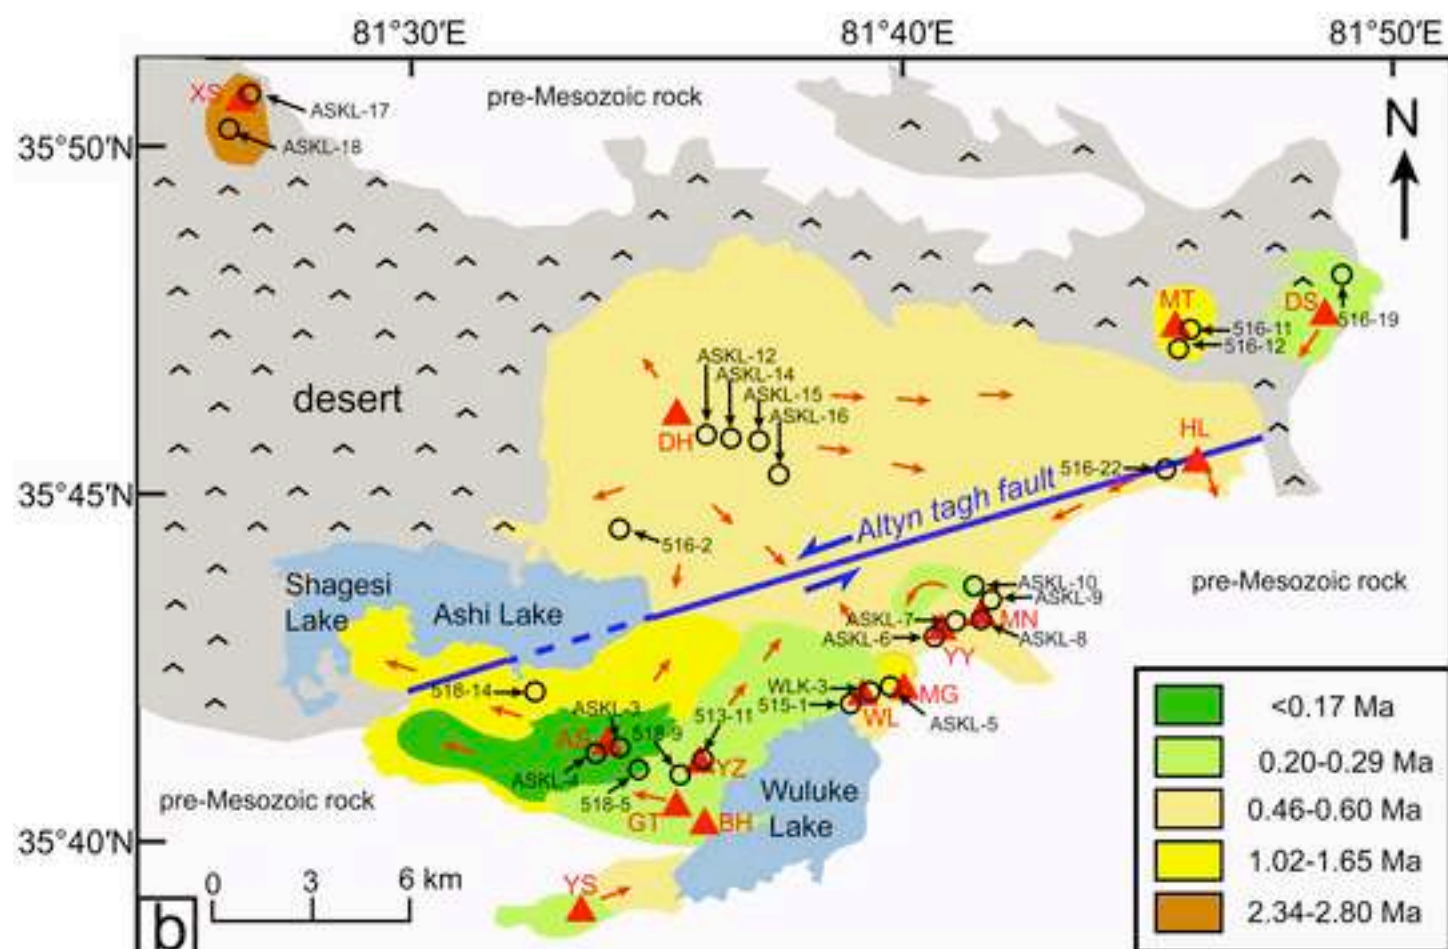 81°30′E
81°40′E
81°50′E
XS
ASKL-17
ASKL-18
pre-Mesozoic rock
N
35°50′N
MT
DS
516-19
516-11
516-12
desert
ASKL-12
ASKL-14
ASKL-15
ASKL-16
DH
HL
516-22
35°45′N
Altyn tagh fault
516-2
Shagesi
Lake
Ashi Lake
ASKL-10
ASKL-9
pre-Mesozoic rock
ASKL-7
MN
ASKL-6
ASKL-8
YY
518-14
WLK-3
MG
515-1
WL
ASKL-5
ASKL-3
513-11
518-9
AS
YZ
ASKL-4
518-5
pre-Mesozoic rock
GT
BH
Wuluke
Lake
35°40′N
YS
0 3 6 km
b
<0.17 Ma
0.20-0.29 Ma
0.46-0.60 Ma
1.02-1.65 Ma
2.34-2.80 Ma